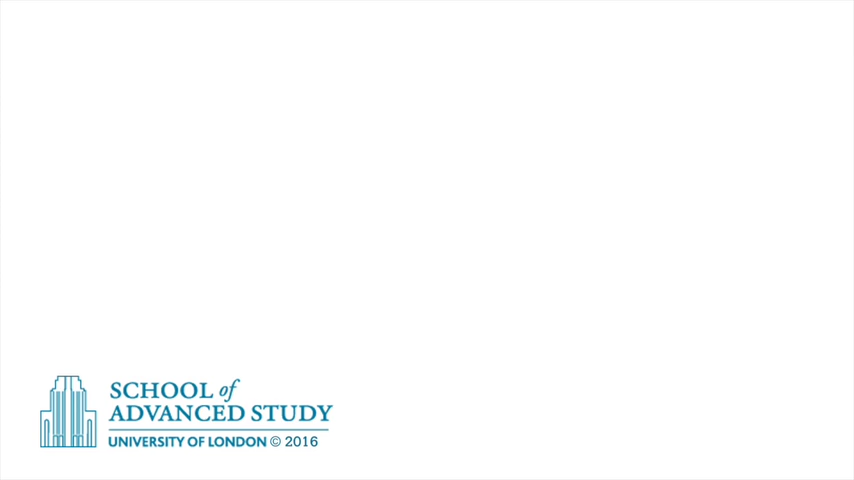 SCHOOL of
ADVANCED STUDY
UNIVERSITY OF LONDON © 2016